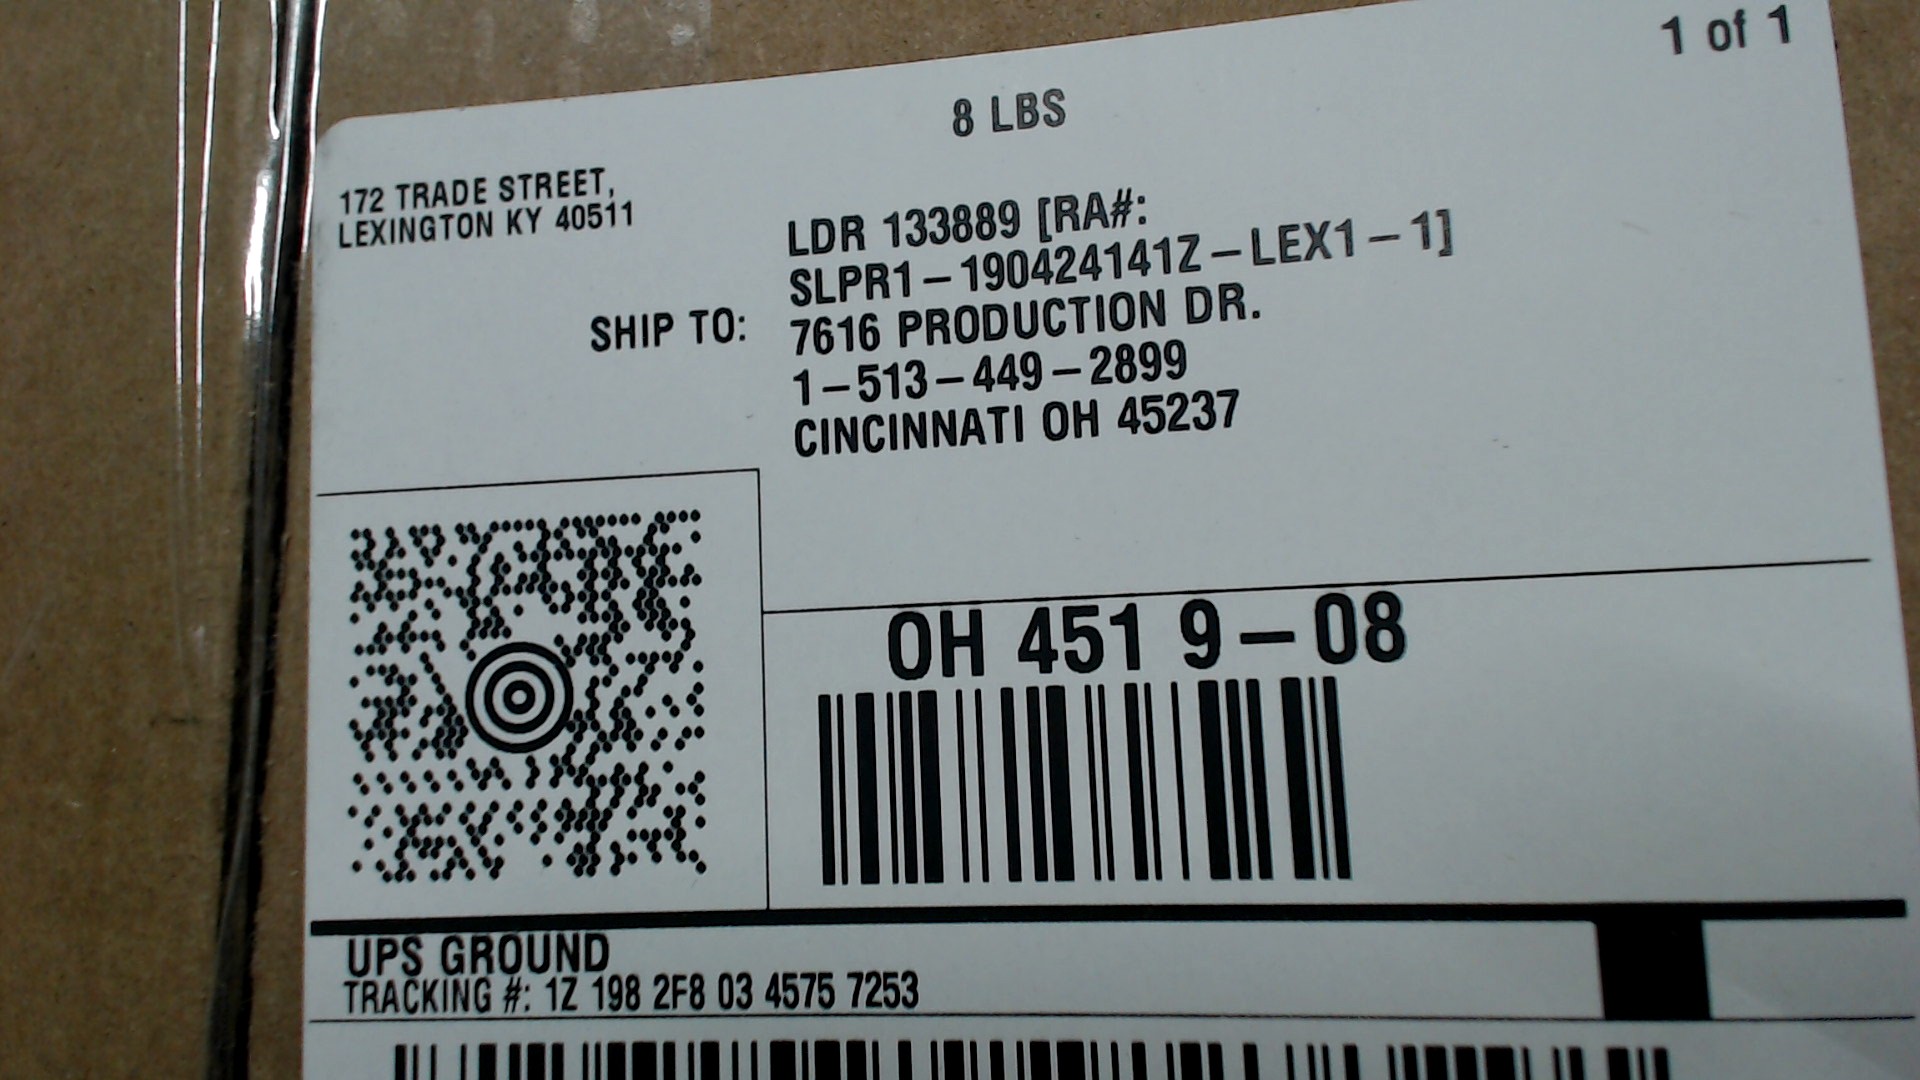 1 of 1
8 LBS
172 TRADE STREET,
LEXINGTON KY 40511
SHIP TO:
LDR 133889 [RA#:
SLPR1-190424141Z-LEX1-1]
7616 PRODUCTION DR.
1-513-449-2899
CINCINNATI OH 45237
OH 451 9-08
UPS GROUND
TRACKING #: 1Z 198 2F8 03 4575 7253